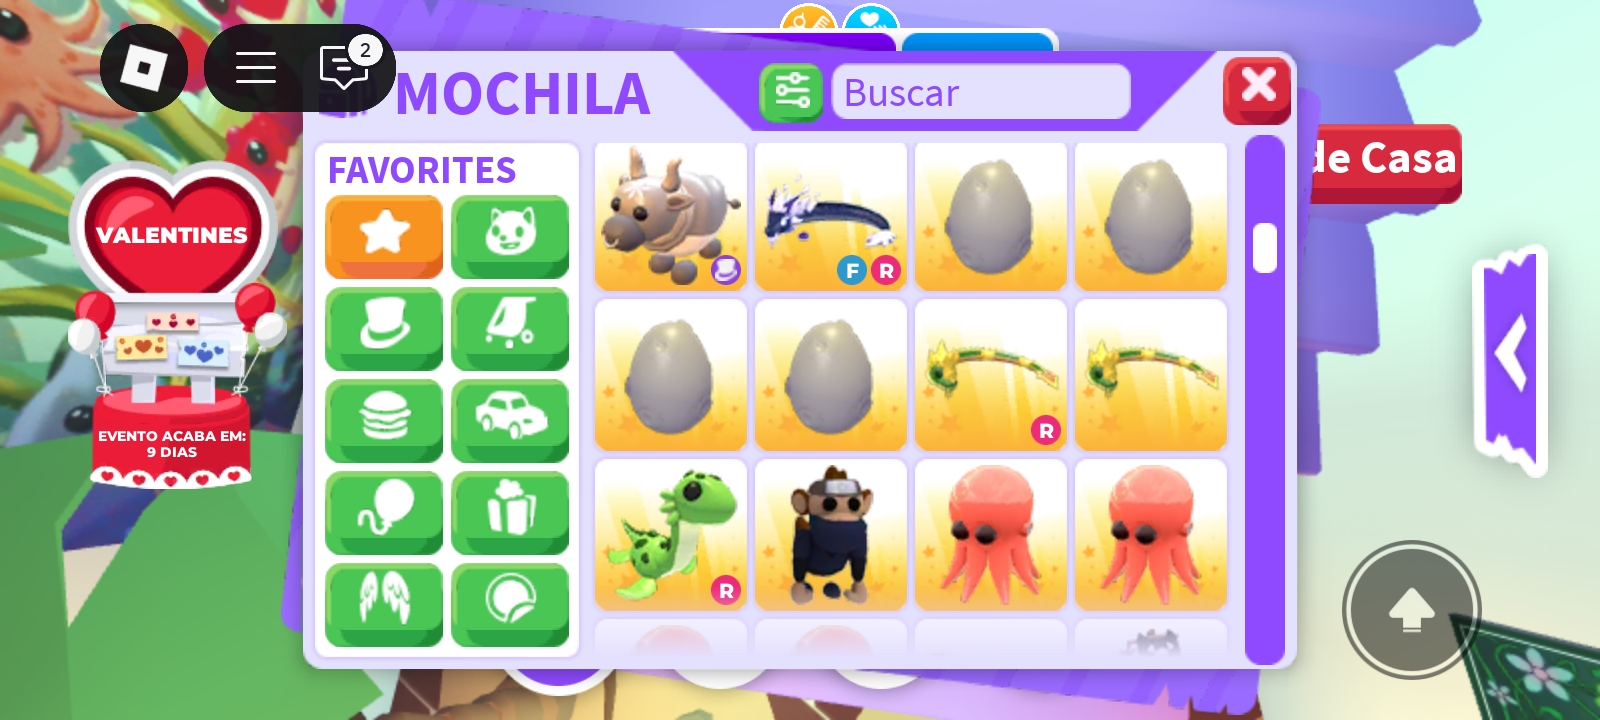 2
MOCHILA
Buscar
de Casa
FAVORITES
VALENTINES
F
R
R
EVENTO ACABA EM:
9 DIAS
R